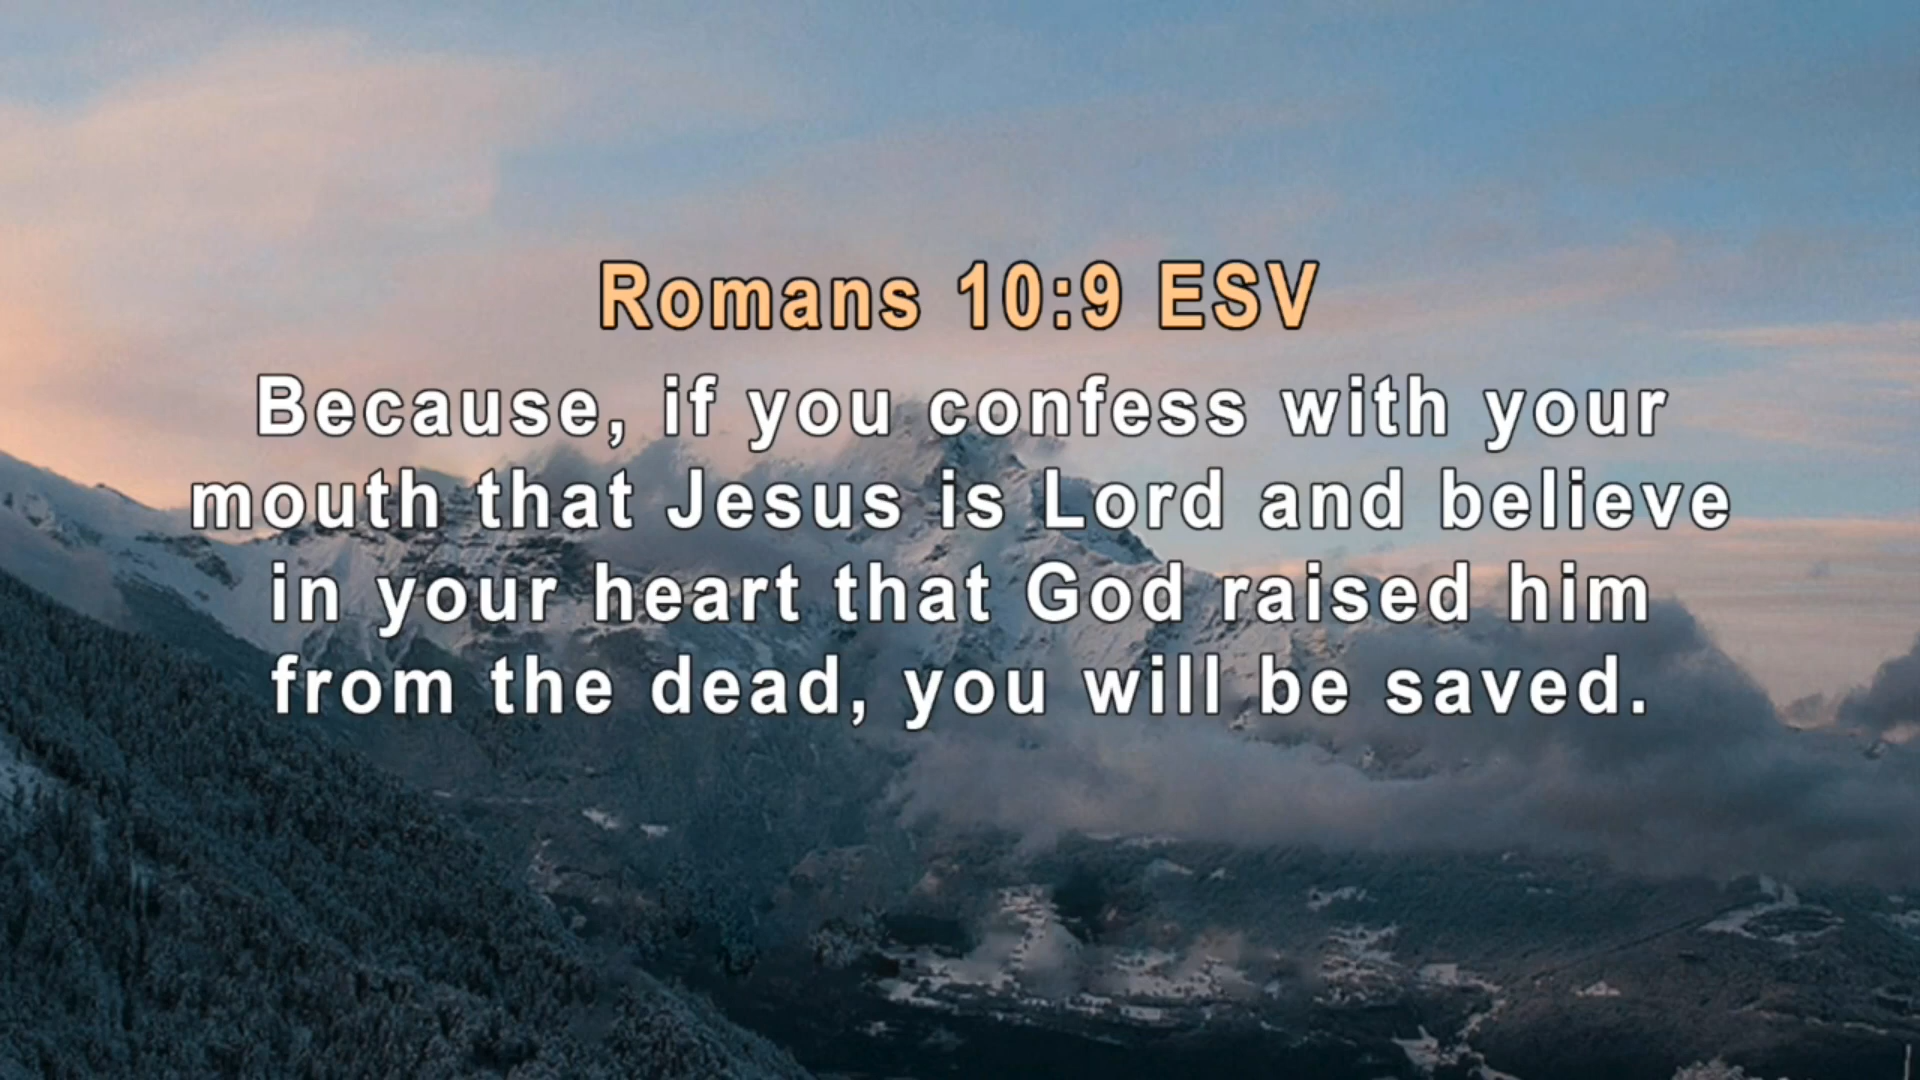 Romans 10:9 ESV
Because, if you confess with your
mouth that Jesus is Lord and believe
in your heart that God raised him
from the dead, you will be saved.